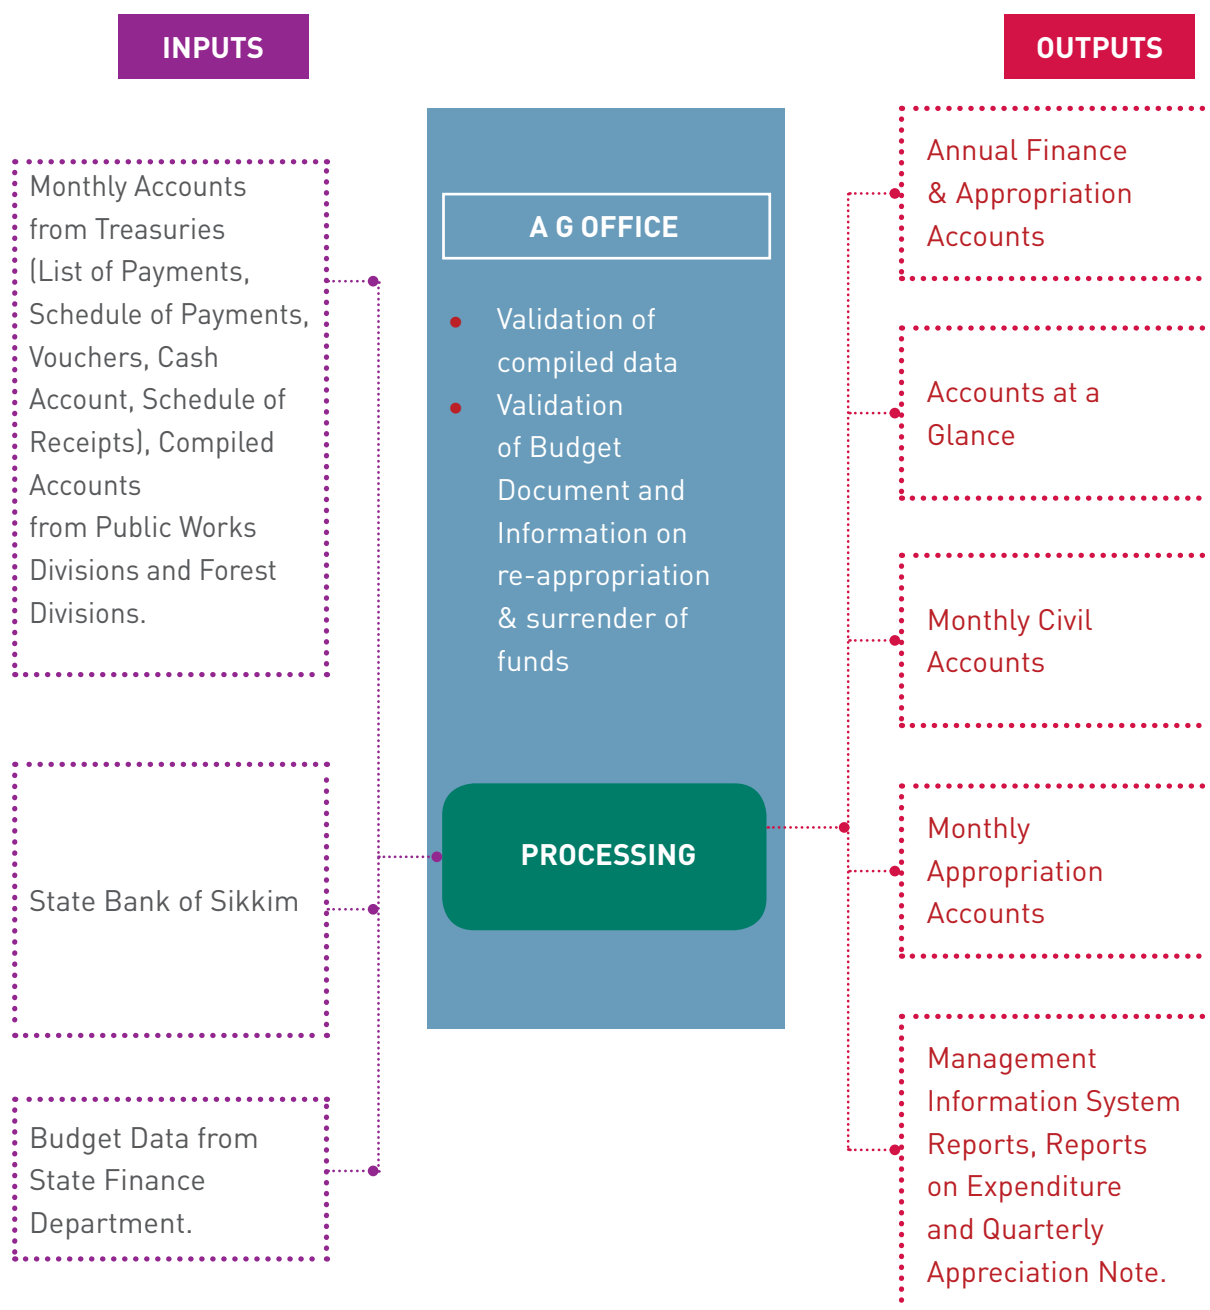 INPUTS
Monthly Accounts
from Treasuries
(List of Payments,
Schedule of Payments,
Vouchers, Cash
Account, Schedule of
Receipts), Compiled
Accounts
from Public Works
Divisions and Forest
Divisions.
State Bank of Sikkim
Budget Data from
State Finance
Department.
A G OFFICE
• Validation of
compiled data
• Validation
of Budget
Document and
Information on
re-appropriation
& surrender of
funds
PROCESSING
OUTPUTS
Annual Finance
& Appropriation
Accounts
Accounts at a
Glance
Monthly Civil
Accounts
Monthly
Appropriation
Accounts
Management
Information System
Reports, Reports
on Expenditure
and Quarterly
Appreciation Note.